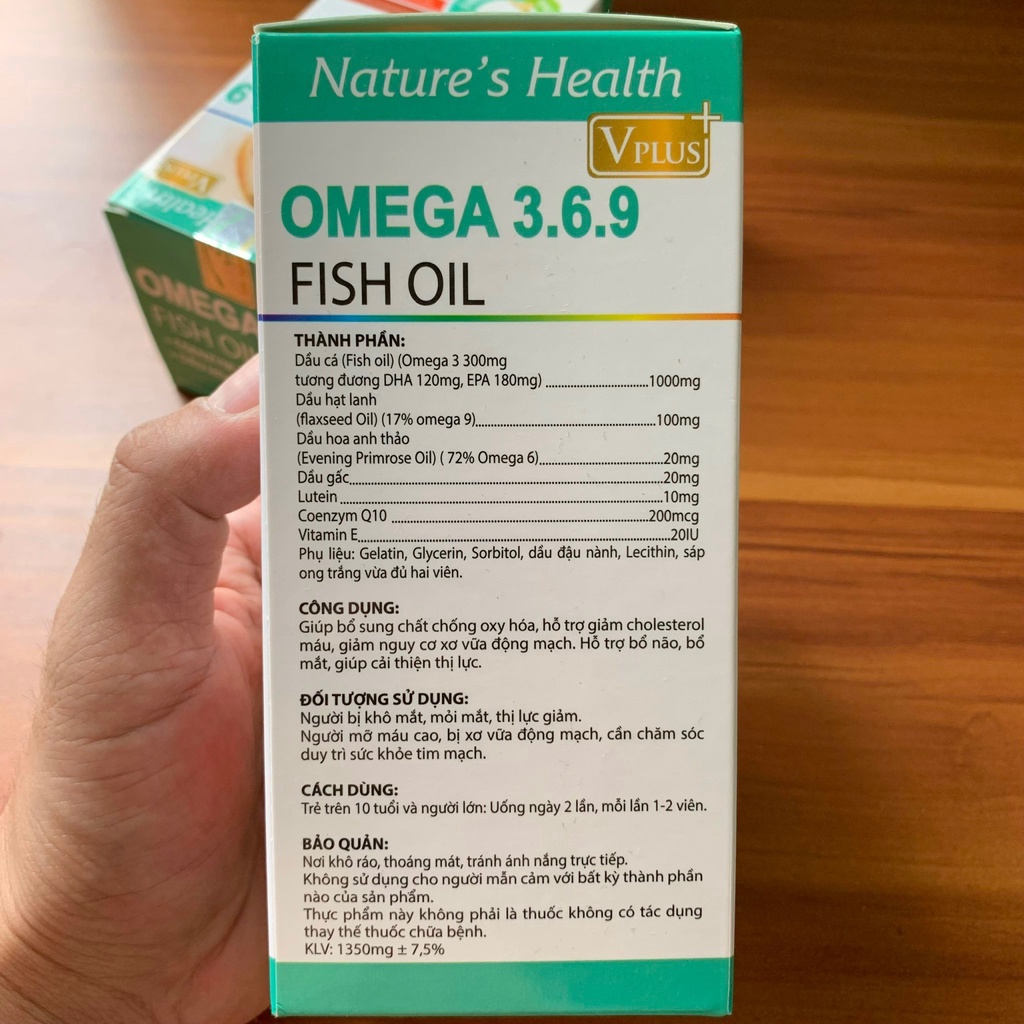 Nature's Health
VPLUS+
OMEGA 3.6.9
FISH OIL
THÀNH PHẦN:
Dầu cá (Fish oil) (Omega 3 300mg
tương đương DHA 120mg, EPA 180mg) ........................1000mg
Dầu hạt lanh
(flaxseed Oil) (17% omega 9)............................................100mg
Dầu hoa anh thảo
(Evening Primrose Oil) ( 72% Omega 6)..............................20mg
Dầu gấc..............................................................................20mg
Lutein ................................................................................10mg
Coenzym Q10 ...............................................................200mcg
Vitamin E............................................................................20IU
Phụ liệu: Gelatin, Glycerin, Sorbitol, dầu đậu nành, Lecithin, sáp
ong trắng vừa đủ hai viên.
CÔNG DỤNG:
Giúp bổ sung chất chống oxy hóa, hỗ trợ giảm cholesterol
máu, giảm nguy cơ xơ vữa động mạch. Hỗ trợ bổ não, bổ
mắt, giúp cải thiện thị lực.
ĐỐI TƯỢNG SỬ DỤNG:
Người bị khô mắt, mỏi mắt, thị lực giảm.
Người mỡ máu cao, bị xơ vữa động mạch, cần chăm sóc
duy trì sức khỏe tim mạch.
CÁCH DÙNG:
Trẻ trên 10 tuổi và người lớn: Uống ngày 2 lần, mỗi lần 1-2 viên.
BẢO QUẢN:
Nơi khô ráo, thoáng mát, tránh ánh nắng trực tiếp.
Không sử dụng cho người mẫn cảm với bất kỳ thành phần
nào của sản phẩm.
Thực phẩm này không phải là thuốc không có tác dụng
thay thế thuốc chữa bệnh.
KLV: 1350mg ± 7,5%
OMEGA
FISH OIL